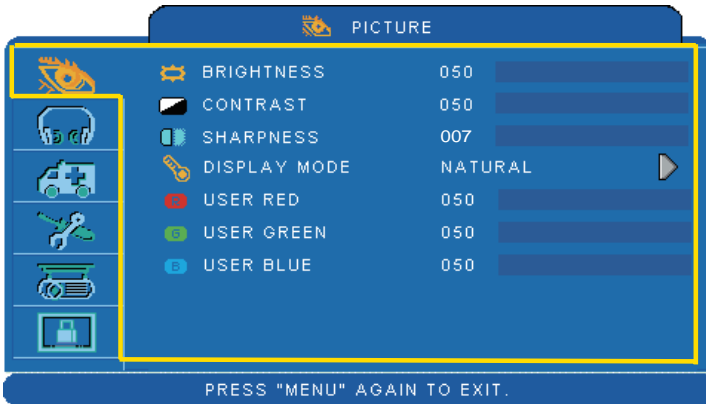 PICTURE
BRIGHTNESS 050
CONTRAST 050
SHARPNESS 007
DISPLAY MODE NATURAL
R USER RED 050
G USER GREEN 050
B USER BLUE 050
PRESS "MENU" AGAIN TO EXIT.